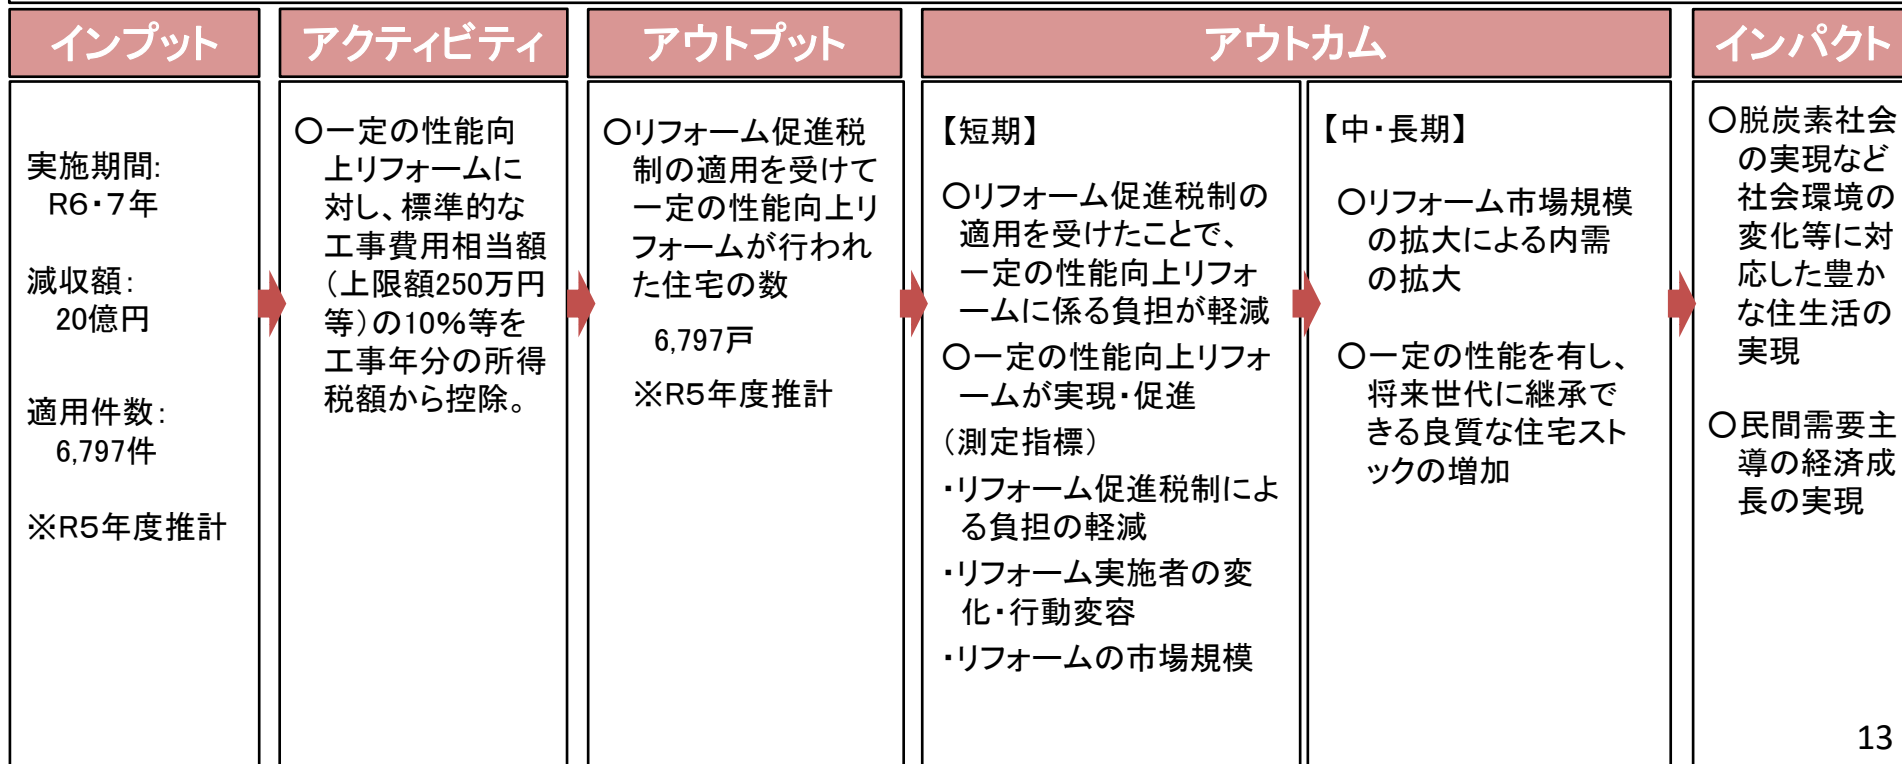 インプット
実施期間:
R6・7年
減収額:
20億円
適用件数:
6,797件
※R5年度推計
アクティビティ
〇一定の性能向
上リフォームに
対し、標準的な
工事費用相当額
（上限額250万円
等）の10%等を
工事年分の所得
税額から控除。
アウトプット
〇リフォーム促進税
制の適用を受けて
一定の性能向上リ
フォームが行われ
た住宅の数
6,797戸
※R5年度推計
アウトカム
【短期】
〇リフォーム促進税制の
適用を受けたことで、
一定の性能向上リフォ
ームに係る負担が軽減
〇一定の性能向上リフォ
ームが実現・促進
（測定指標）
・リフォーム促進税制によ
る負担の軽減
・リフォーム実施者の変
化・行動変容
・リフォームの市場規模
【中・長期】
〇リフォーム市場規模
の拡大による内需
の拡大
〇一定の性能を有し、
将来世代に継承で
きる良質な住宅スト
ックの増加
インパクト
〇脱炭素社会
の実現など
社会環境の
変化等に対
応した豊か
な住生活の
実現
〇民間需要主
導の経済成
長の実現
13